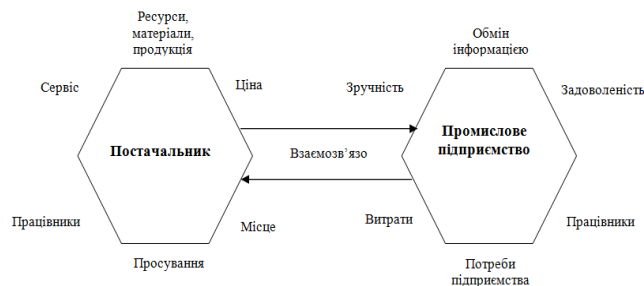 Ресурси,
матеріали,
продукція
Обмін
інформацією
Сервіс
Ціна
Зручність
Задоволеність
Постачальник
Взаємозв’язо
Промислове
підприємство
Працівники
Місце
Витрати
Працівники
Просування
Потреби
підприємства